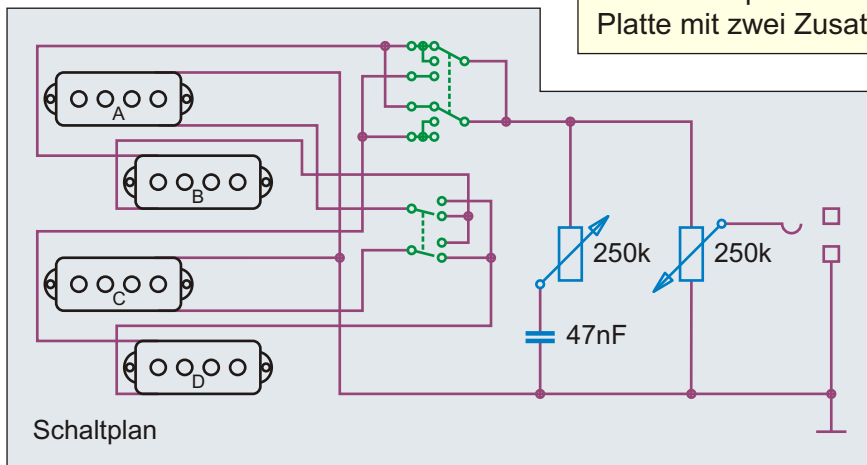 Platte mit zwei Zusat
A
B
250k
250k
C
47nF
D
Schaltplan